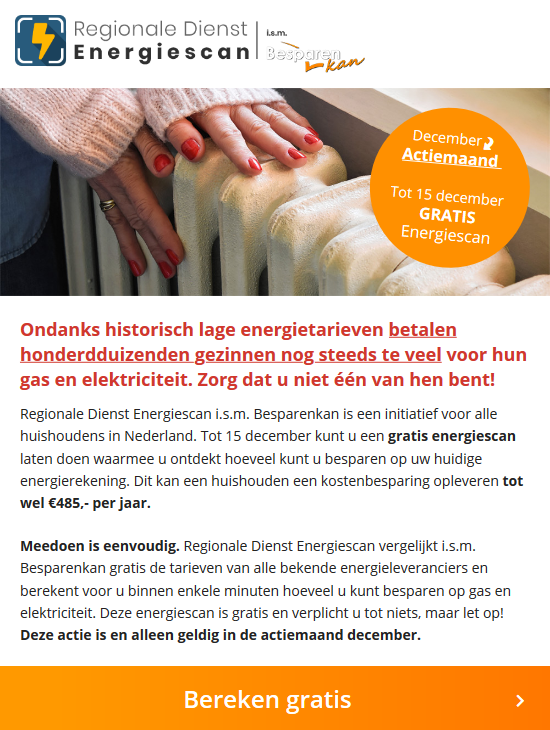 Regionale Dienst
Energiescan
i.s.m.
Besparen
kan
December
Actiemaand
Tot 15 december
GRATIS
Energiescan
Ondanks historisch lage energietarieven betalen
honderdduizenden gezinnen nog steeds te veel voor hun
gas en elektriciteit. Zorg dat u niet één van hen bent!
Regionale Dienst Energiescan i.s.m. Besparenkan is een initiatief voor alle
huishoudens in Nederland. Tot 15 december kunt u een gratis energiescan
laten doen waarmee u ontdekt hoeveel kunt u besparen op uw huidige
energierekening. Dit kan een huishouden een kostenbesparing opleveren tot
wel €485,- per jaar.
Meedoen is eenvoudig. Regionale Dienst Energiescan vergelijkt i.s.m.
Besparenkan gratis de tarieven van alle bekende energieleveranciers en
berekent voor u binnen enkele minuten hoeveel u kunt besparen op gas en
elektriciteit. Deze energiescan is gratis en verplicht u tot niets, maar let op!
Deze actie is en alleen geldig in de actiemaand december.
Bereken gratis